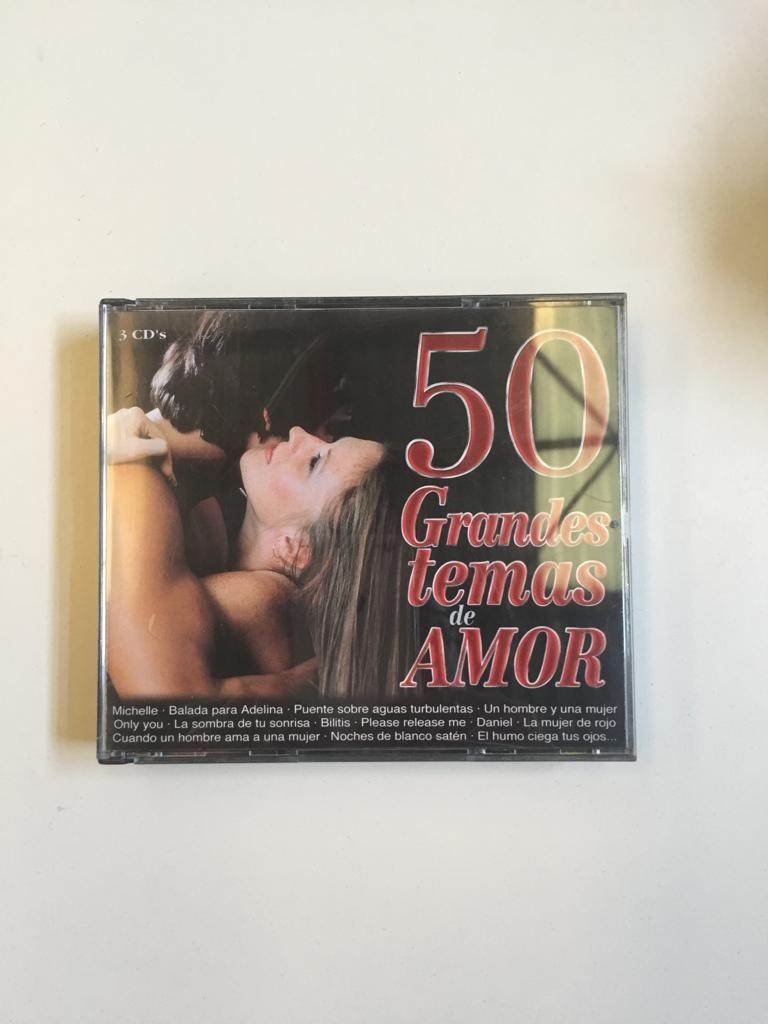 3 CD's
50
Grandes
temas
de
AMOR
Michelle · Balada para Adelina · Puente sobre aguas turbulentas · Un hombre y una mujer
Only you · La sombra de tu sonrisa · Bilitis · Please release me · Daniel · La mujer de rojo
Cuando un hombre ama a una mujer · Noches de blanco satén · El humo ciega tus ojos...